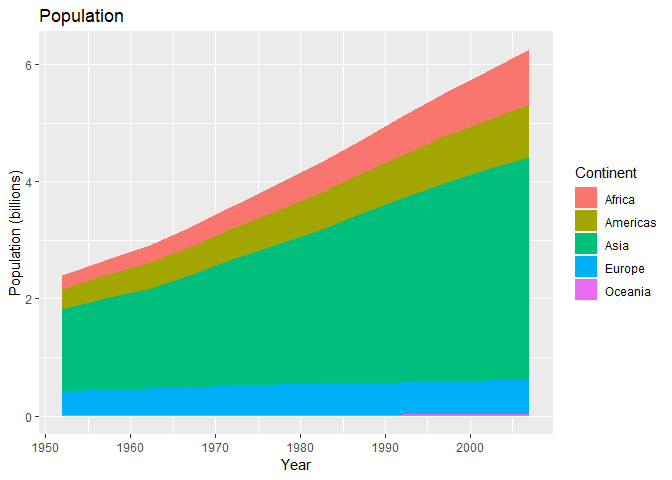 Population
Population (billions)
6
4
2
0
1950
1960
1970
1980
1990
2000
Year
Continent
Africa
Americas
Asia
Europe
Oceania